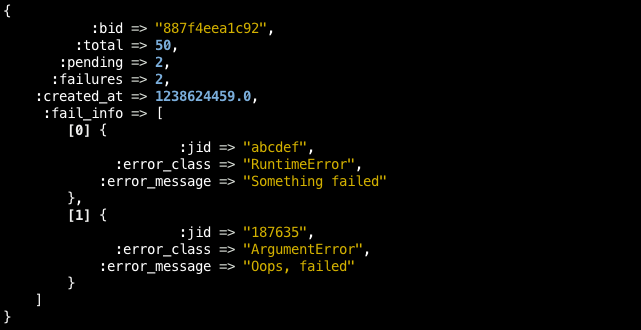 {
           :bid => "887f4eea1c92",
         :total => 50,
       :pending => 2,
      :failures => 2,
    :created_at => 1238624459.0,
     :fail_info => [
        [0] {
                      :jid => "abcdef",
              :error_class => "RuntimeError",
            :error_message => "Something failed"
        },
        [1] {
                      :jid => "187635",
              :error_class => "ArgumentError",
            :error_message => "Oops, failed"
        }
    ]
}